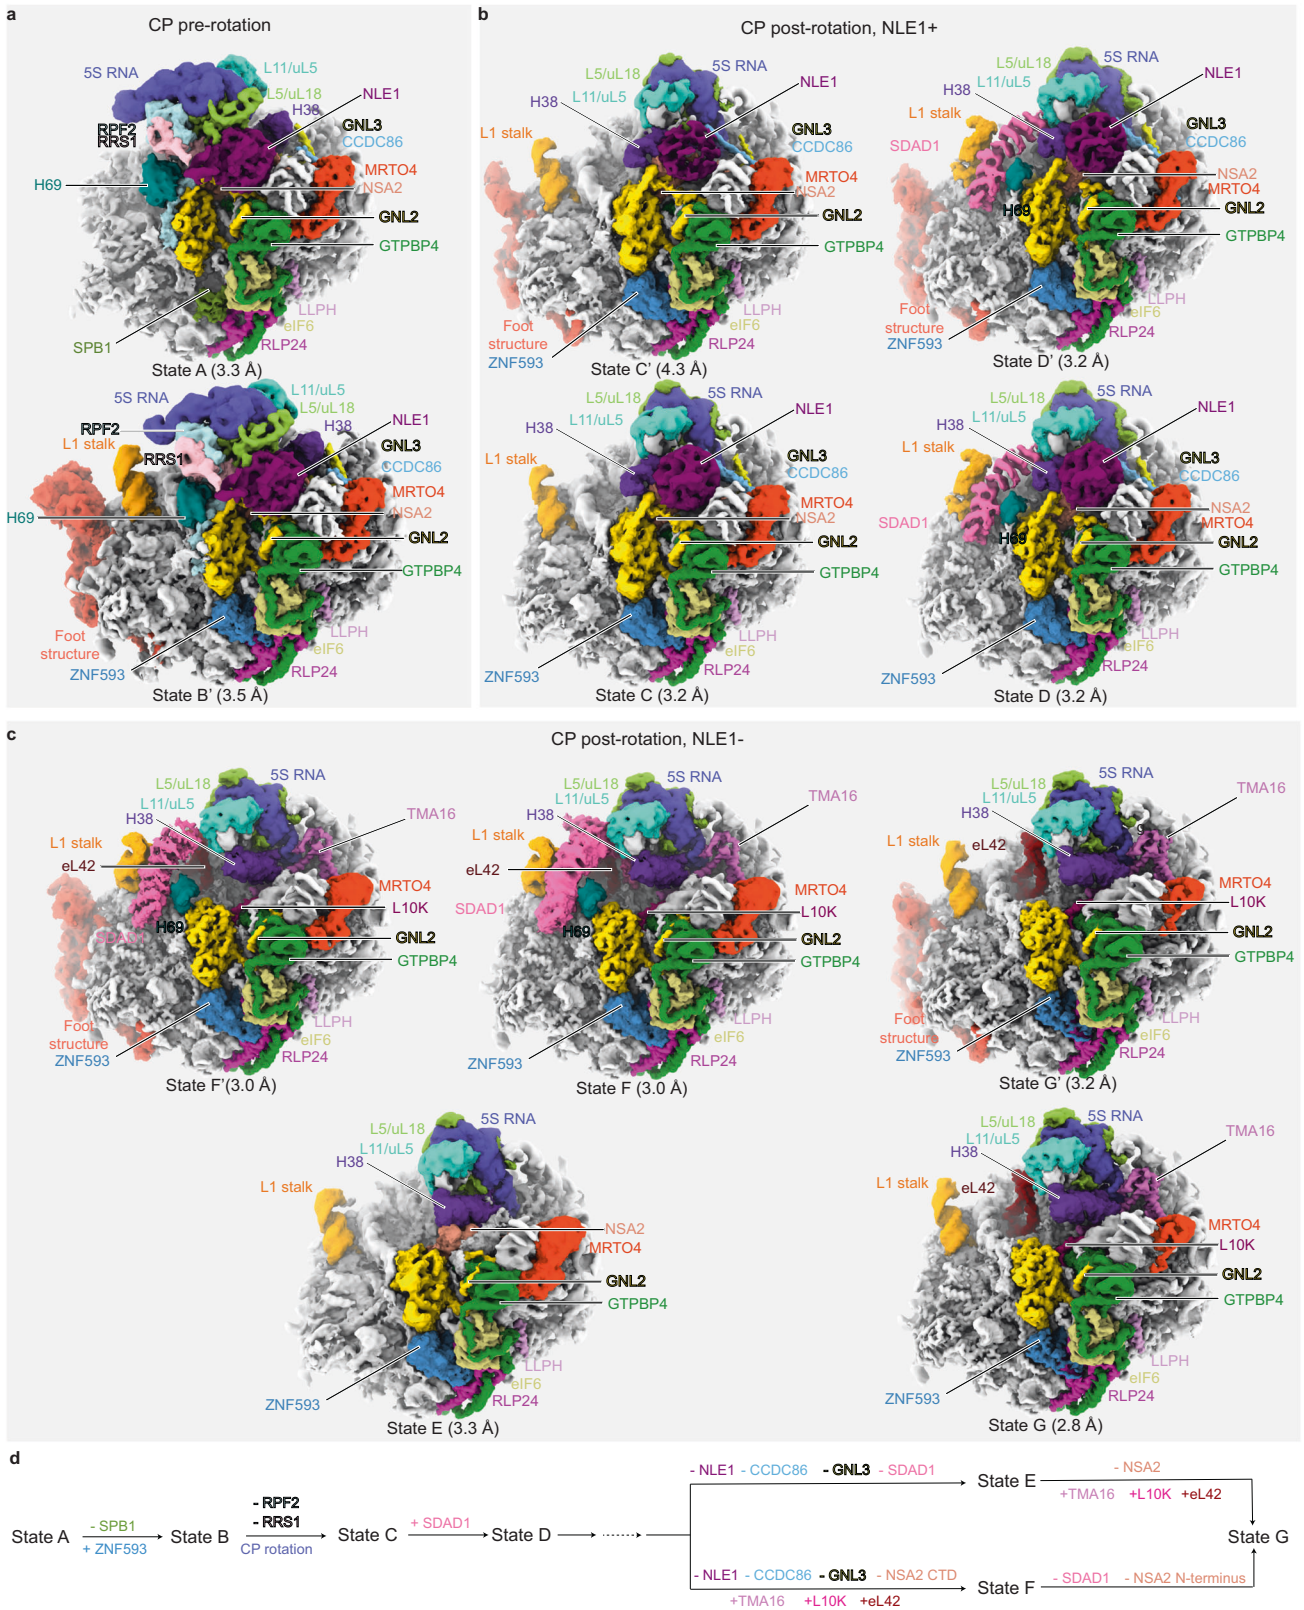 a
CP pre-rotation
5S RNA
L11/uL5
L5/uL18
H38
NLE1
RPF2
RRS1
GNL3
CCDC86
H69
MRTO4
NSA2
GNL2
GTPBP4
SPB1
LLPH
eIF6
RLP24
State A (3.3 Å)
5S RNA
L11/uL5
L5/uL18
RPF2
H38
NLE1
L1 stalk
RRS1
GNL3
CCDC86
MRTO4
H69
NSA2
GNL2
GTPBP4
Foot
structure
LLPH
eIF6
ZNF593
RLP24
State B’ (3.5 Å)
b
CP post-rotation, NLE1+
L5/uL18
5S RNA
L11/uL5
H38
NLE1
L1 stalk
GNL3
CCDC86
MRTO4
NSA2
GNL2
GTPBP4
Foot
structure
LLPH
eIF6
ZNF593
RLP24
State C’ (4.3 Å)
5S RNA
L5/uL18
L11/uL5
NLE1
H38
L1 stalk
SDAD1
GNL3
CCDC86
NSA2
MRTO4
H69
GNL2
GTPBP4
Foot
structure
LLPH
eIF6
ZNF593
RLP24
State D’ (3.2 Å)
L5/uL18
5S RNA
L11/uL5
NLE1
H38
L1 stalk
GNL3
CCDC86
MRTO4
NSA2
GNL2
GTPBP4
LLPH
eIF6
ZNF593
RLP24
State C (3.2 Å)
5S RNA
L5/uL18
L11/uL5
NLE1
H38
L1 stalk
GNL3
CCDC86
SDAD1
NSA2
MRTO4
H69
GNL2
GTPBP4
LLPH
eIF6
ZNF593
RLP24
State D (3.2 Å)
c
CP post-rotation, NLE1-
5S RNA
L5/uL18
L11/uL5
H38
TMA16
L1 stalk
eL42
MRTO4
L10K
SDAD1
H69
GNL2
GTPBP4
Foot
structure
LLPH
eIF6
ZNF593
RLP24
State F’(3.0 Å)
5S RNA
L5/uL18
L11/uL5
TMA16
H38
L1 stalk
eL42
MRTO4
SDAD1
L10K
H69
GNL2
GTPBP4
LLPH
eIF6
ZNF593
RLP24
State F (3.0 Å)
5S RNA
L5/uL18
L11/uL5
TMA16
H38
L1 stalk
eL42
MRTO4
L10K
GNL2
GTPBP4
Foot
structure
LLPH
eIF6
ZNF593
RLP24
State G’ (3.2 Å)
5S RNA
L5/uL18
L11/uL5
H38
L1 stalk
NSA2
MRTO4
GNL2
GTPBP4
LLPH
eIF6
ZNF593
RLP24
State E (3.3 Å)
5S RNA
L5/uL18
TMA16
L11/uL5
H38
L1 stalk
eL42
MRTO4
L10K
GNL2
GTPBP4
LLPH
eIF6
ZNF593
RLP24
State G (2.8 Å)
d
- NLE1 - CCDC86 - GNL3 - SDAD1
State E
- NSA2
+TMA16 +L10K +eL42
- RPF2
- RRS1
State A
- SPB1
+ ZNF593
State B
CP rotation
State C
+ SDAD1
State D
State G
- NLE1 - CCDC86 - GNL3 - NSA2 CTD
+TMA16 +L10K +eL42
State F
- SDAD1 - NSA2 N-terminus